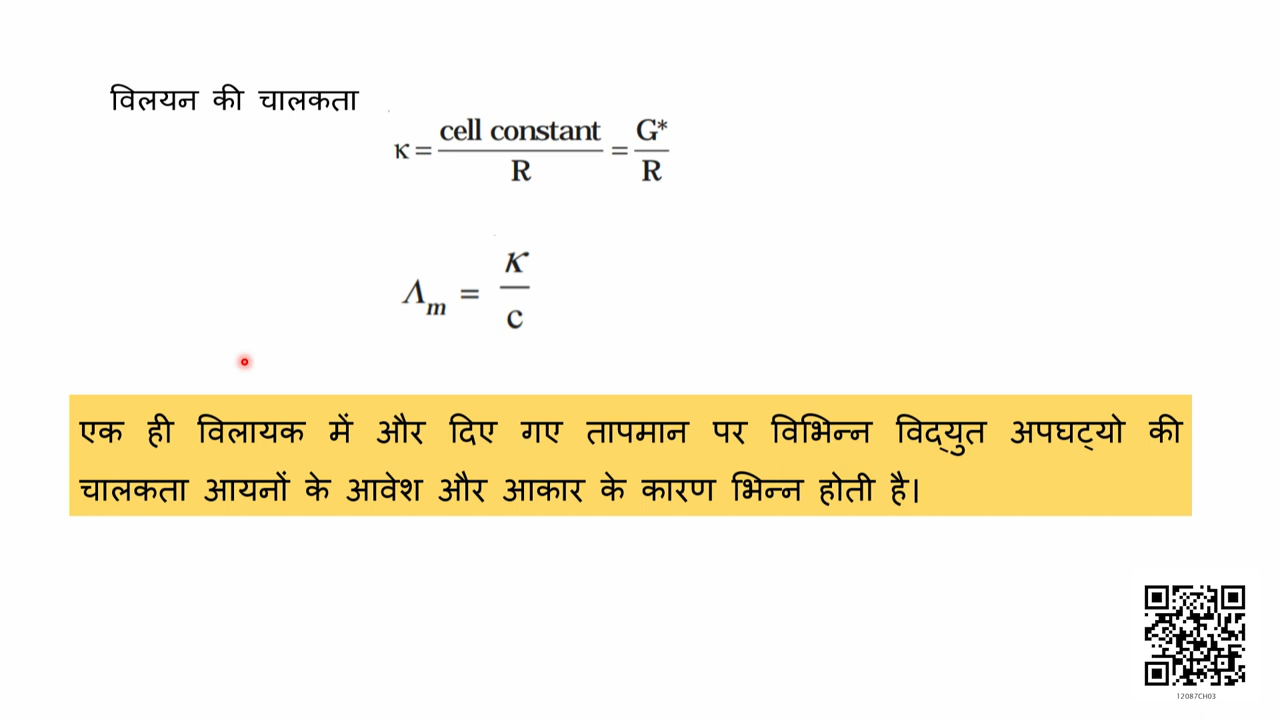 विलयन की चालकता
κ = cell constant / R = G* / R
Λm = κ / c
एक ही विलायक में और दिए गए तापमान पर विभिन्न विद्युत अपघट्यो की
चालकता आयनों के आवेश और आकार के कारण भिन्न होती है।
12087CH03